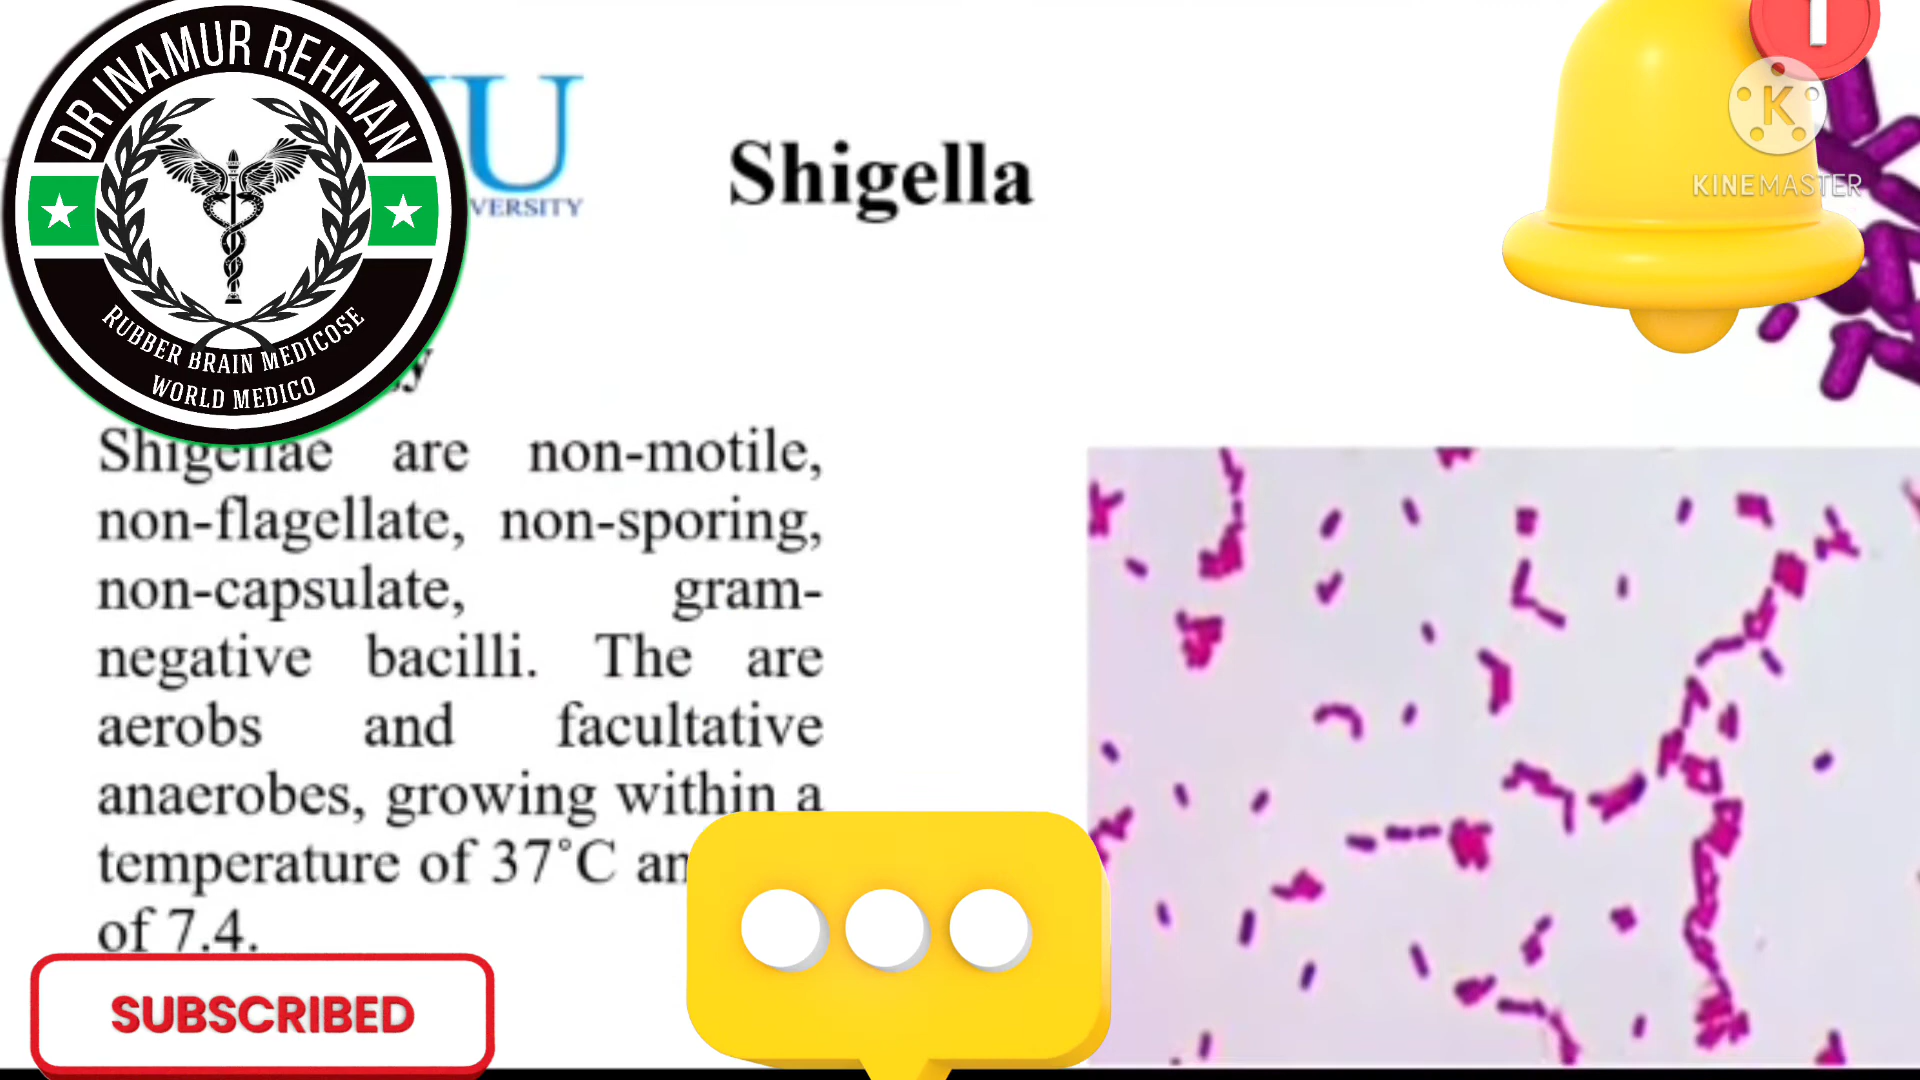 DR INAMUR REHMAN
RUBBER BRAIN MEDICOSE
WORLD MEDICO
U
VERSITY
Shigella
KINEMASTER
K
Shigellae are non-motile,
non-flagellate, non-sporing,
non-capsulate, gram-
negative bacilli. The are
aerobs and facultative
anaerobes, growing within a
temperature of 37°C an
of 7.4.
SUBSCRIBED